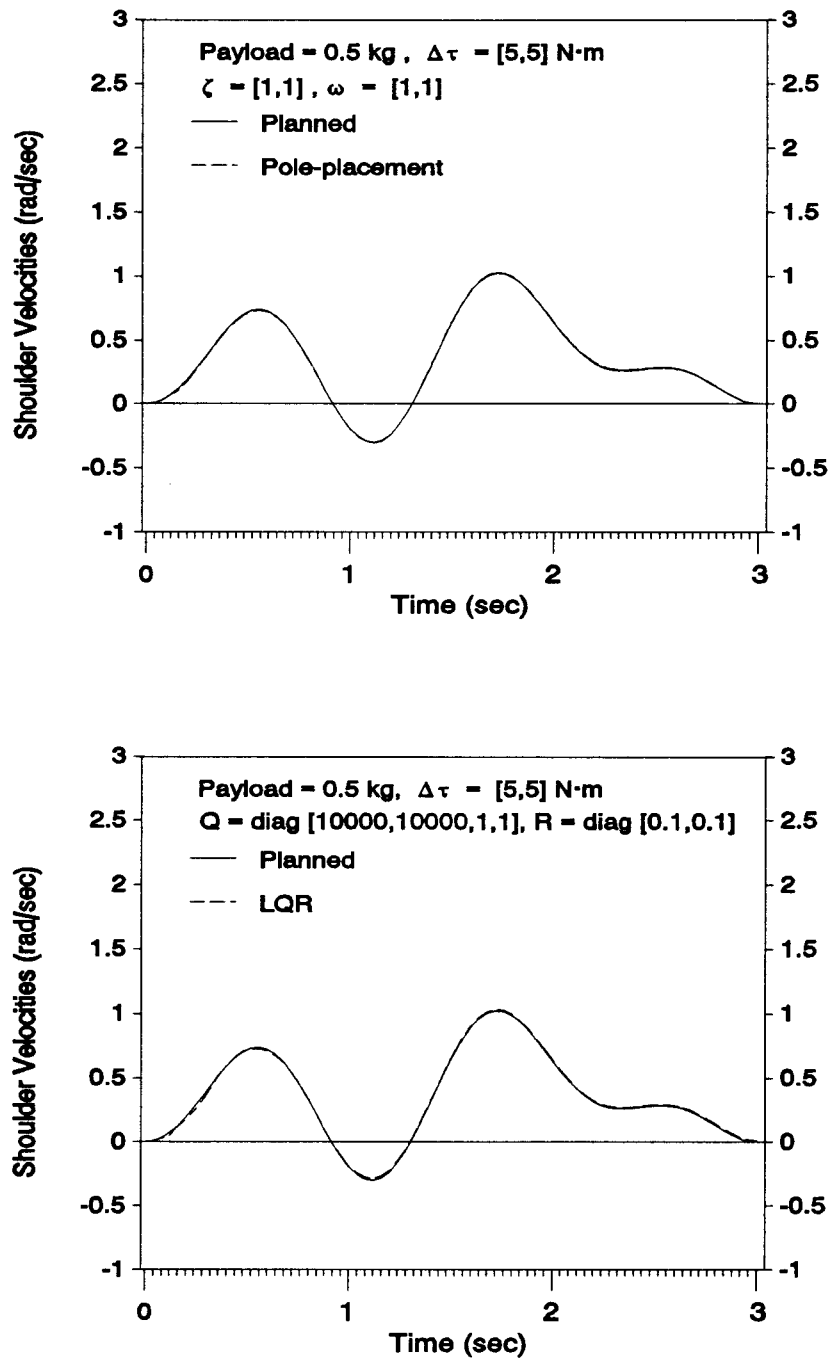 Payload = 0.5 kg , Δτ = [5,5] N·m
ζ = [1,1] , ω = [1,1]
Planned
Pole-placement
Shoulder Velocities (rad/sec)
3
2.5
2
1.5
1
0.5
0
-0.5
-1
3
2.5
2
1.5
1
0.5
0
-0.5
-1
0 1 2 3
Time (sec)
Payload = 0.5 kg, Δτ = [5,5] N·m
Q = diag [10000,10000,1,1], R = diag [0.1,0.1]
Planned
LQR
Shoulder Velocities (rad/sec)
3
2.5
2
1.5
1
0.5
0
-0.5
-1
3
2.5
2
1.5
1
0.5
0
-0.5
-1
0 1 2 3
Time (sec)